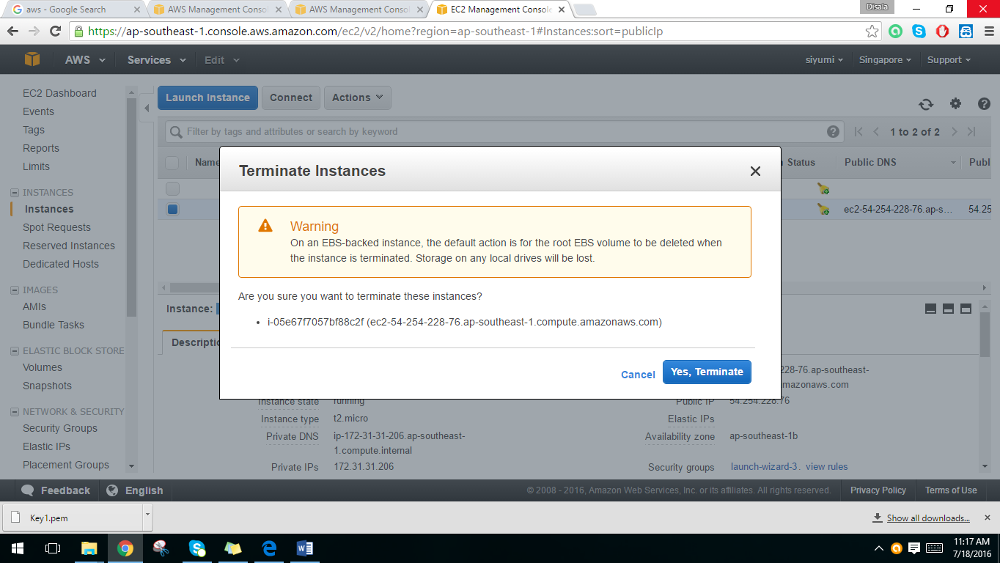 aws - Google Search
AWS Management Consol
AWS Management Consol
EC2 Management Console
Disala
https://ap-southeast-1.console.aws.amazon.com/ec2/v2/home?region=ap-southeast-1#Instances:sort=publicIp
AWS Services Edit
siyumi Singapore Support
EC2 Dashboard
Events
Tags
Reports
Limits
INSTANCES
Instances
Spot Requests
Reserved Instances
Dedicated Hosts
IMAGES
AMIs
Bundle Tasks
ELASTIC BLOCK STORE
Volumes
Snapshots
NETWORK & SECURITY
Security Groups
Elastic IPs
Placement Groups
Launch Instance Connect Actions
Filter by tags and attributes or search by keyword
1 to 2 of 2
Name Status Public DNS Publ
ec2-54-254-228-76.ap-s... 54.25
Terminate Instances
Warning
On an EBS-backed instance, the default action is for the root EBS volume to be deleted when
the instance is terminated. Storage on any local drives will be lost.
Are you sure you want to terminate these instances?
• i-05e67f7057bf88c2f (ec2-54-254-228-76.ap-southeast-1.compute.amazonaws.com)
Cancel Yes, Terminate
Instance:
Descriptio
228-76.ap-southeast-
mazonaws.com
Instance state running Public IP 54.254.228.76
Instance type t2.micro Elastic IPs
Private DNS ip-172-31-31-206.ap-southeast-
1.compute.internal
Availability zone ap-southeast-1b
Private IPs 172.31.31.206 Security groups launch-wizard-3. view rules
Feedback English
© 2008 - 2016, Amazon Web Services, Inc. or its affiliates. All rights reserved. Privacy Policy Terms of Use
Key1.pem
Show all downloads...
11:17 AM
7/18/2016